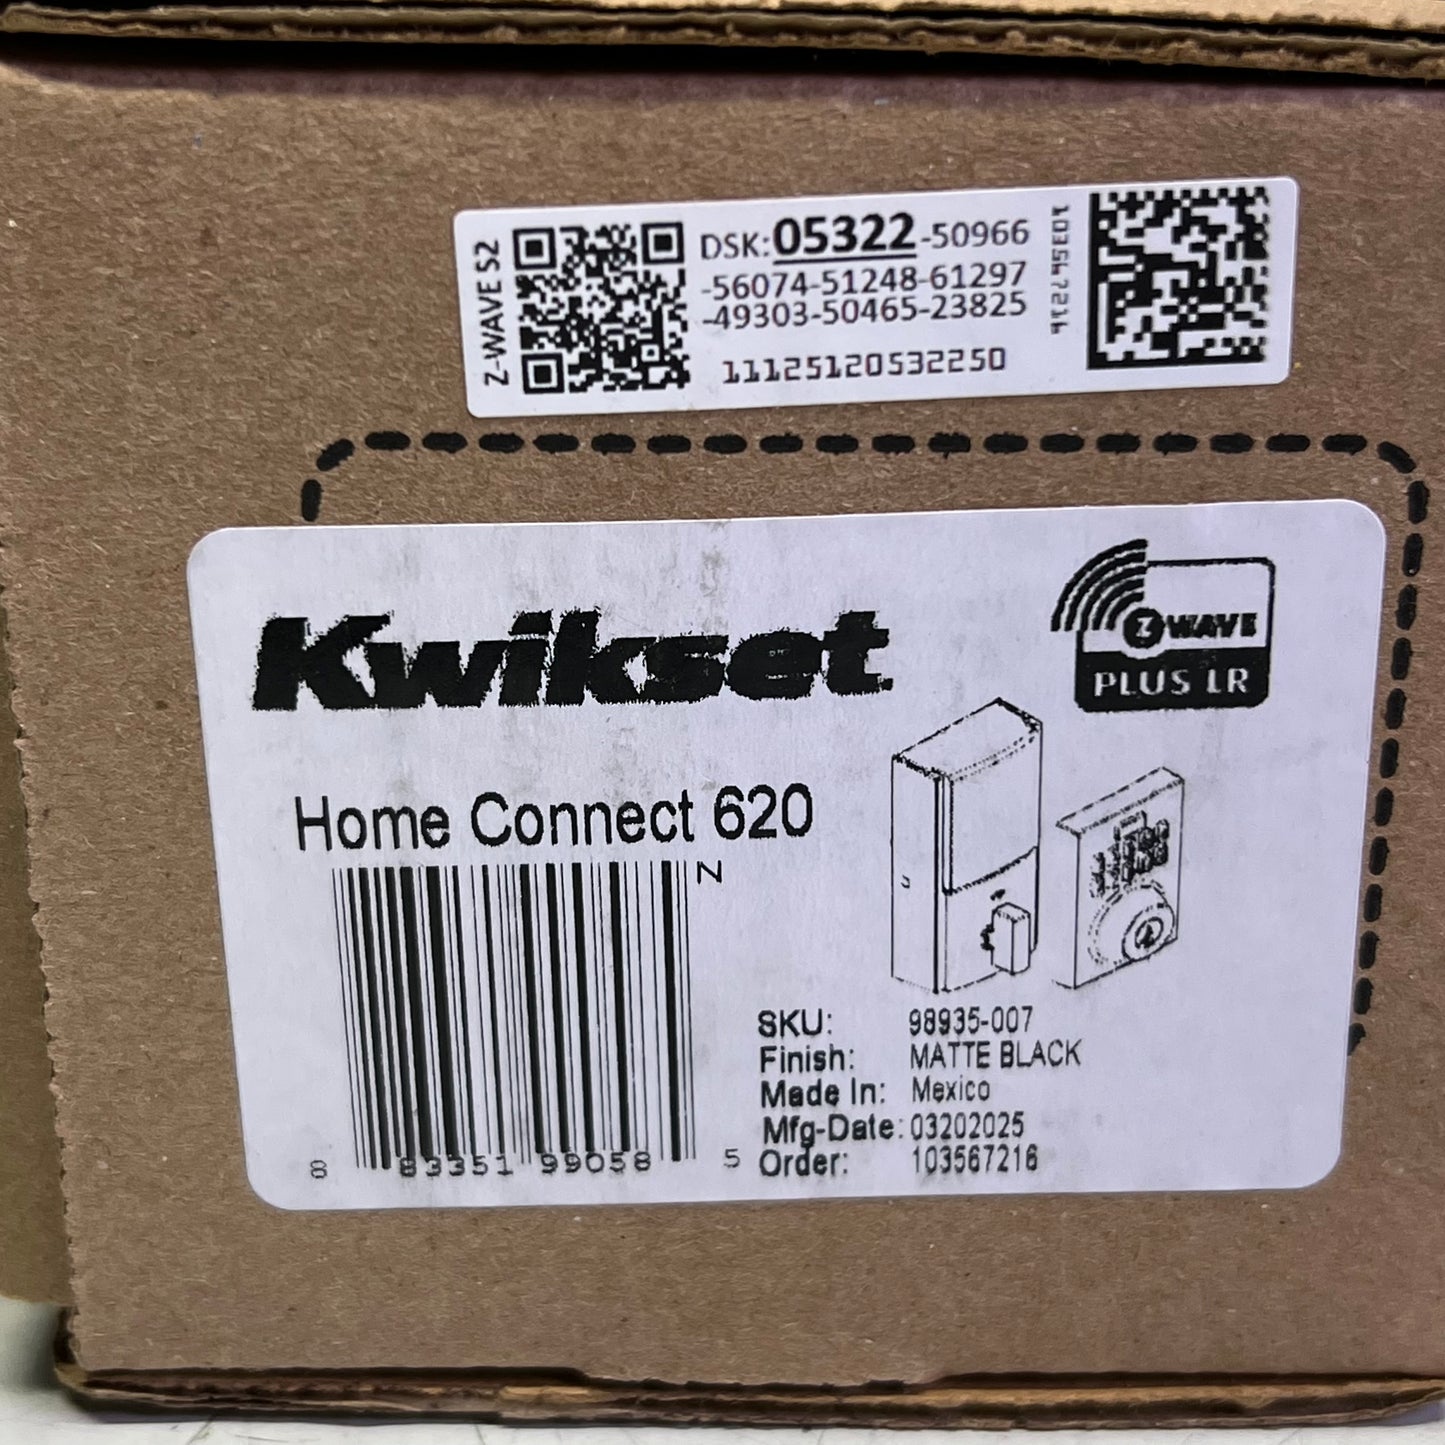 Z-WAVE S2
DSK: 05322-50966
-56074-51248-61297
-49303-50465-23825
11125120532250
103567216
Kwikset
Z WAVE
PLUS LR
Home Connect 620
N
8 83351 99058 5
SKU: 98935-007
Finish: MATTE BLACK
Made In: Mexico
Mfg-Date: 03202025
Order: 103567216